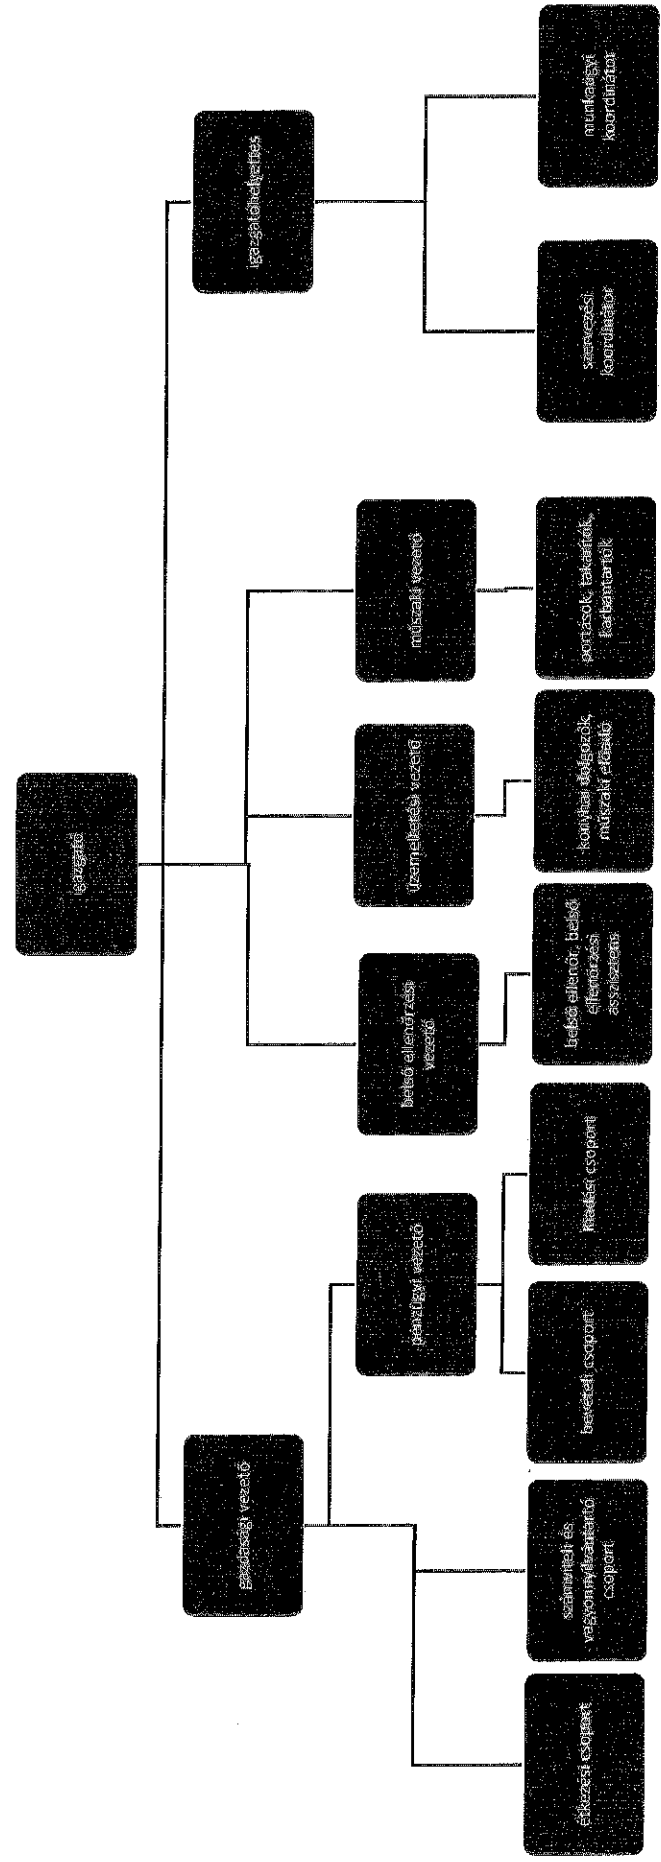 igazgató
gazdasági vezető
igazgatóhelyettes
pénzügyi vezető
belső ellenőrzési
vezető
üzemeltetési vezető
műszaki vezető
étkezési csoport
számviteli és
vagyonnyilvántartó
csoport
bevételi csoport
kiadási csoport
belső ellenőr, belső
ellenőrzési
asszisztens
konyhai dolgozók,
műszaki előadó
portások, takarítók,
karbantartók
szervezési
koordinátor
munkaügyi
koordinátor